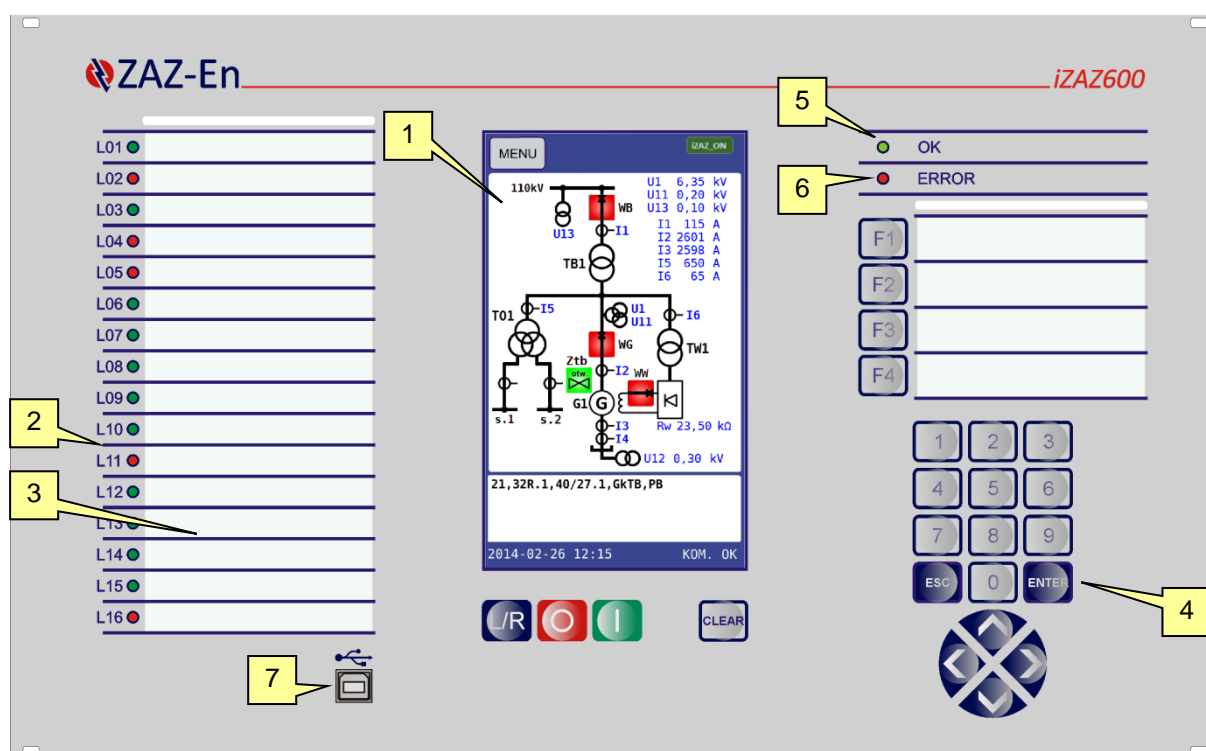 ZAZ-En
iZAZ600
5
1
6
2
3
4
7
L01
L02
L03
L04
L05
L06
L07
L08
L09
L10
L11
L12
L13
L14
L15
L16
MENU
iZAZ_ON
110kV
U1 6,35 kV
U11 0,20 kV
U13 0,10 kV
I1 115 A
I2 2601 A
I3 2598 A
I5 650 A
I6 65 A
WB
U13
I1
TB1
I5
U1
U11
I6
TO1
WG
TW1
Ztb
otw.
I2
WW
G1
G
s.1
s.2
I3
I4
Rw 23,50 kΩ
U12 0,30 kV
21,32R.1,40/27.1,GkTB,PB
2014-02-26 12:15 KOM. OK
L/R
CLEAR
OK
ERROR
F1
F2
F3
F4
1 2 3
4 5 6
7 8 9
ESC 0 ENTER